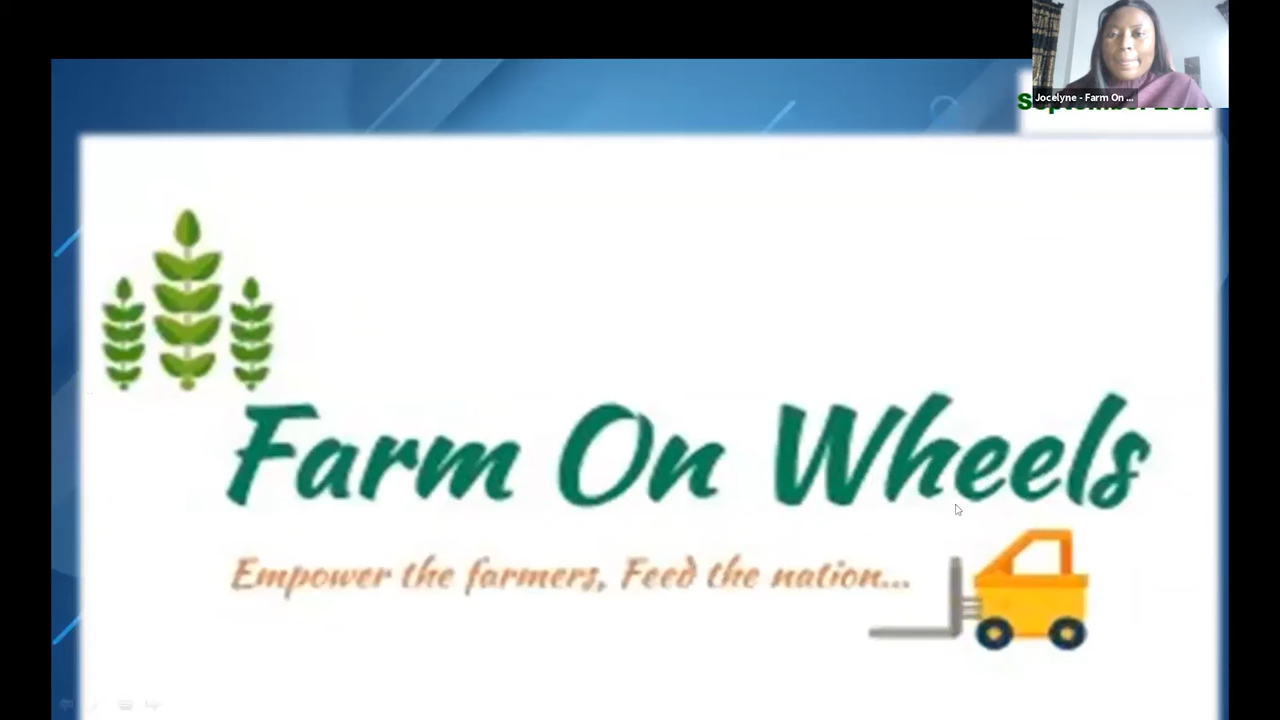 Jocelyne - Farm On ...
Farm On Wheels
Empower the farmers, Feed the nation...